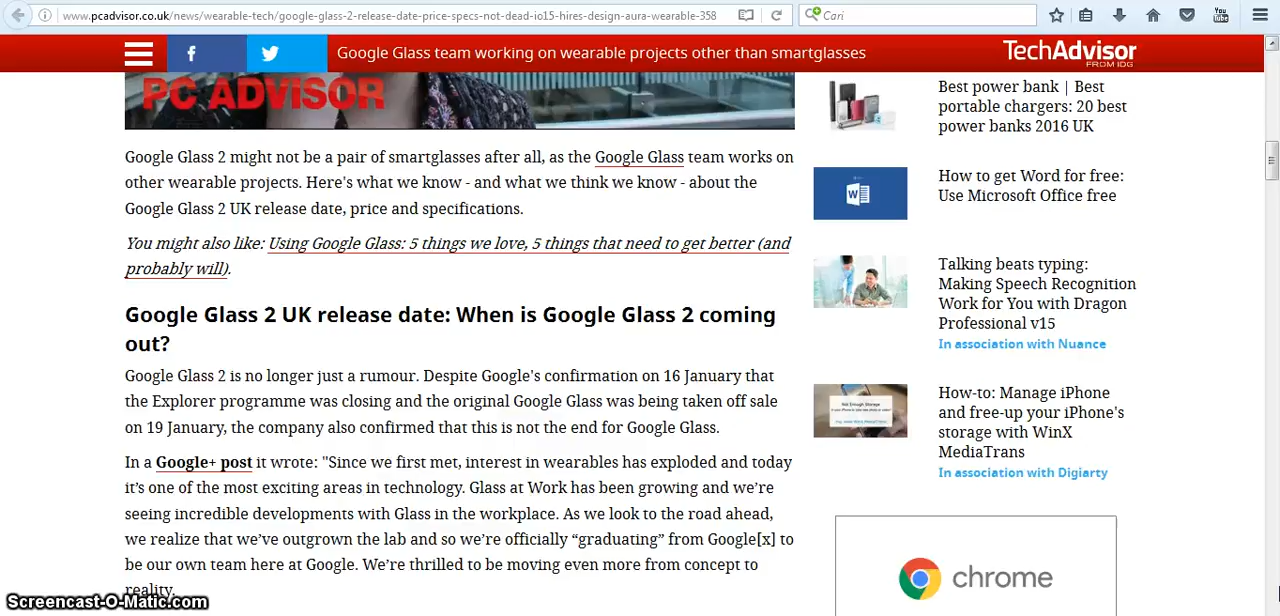 www.pcadvisor.co.uk/news/wearable-tech/google-glass-2-release-date-price-specs-not-dead-io15-hires-design-aura-wearable-358
Cari
You Tube
Google Glass team working on wearable projects other than smartglasses
TechAdvisor
FROM IDG
PC ADVISOR
Google Glass 2 might not be a pair of smartglasses after all, as the Google Glass team works on
other wearable projects. Here's what we know - and what we think we know - about the
Google Glass 2 UK release date, price and specifications.
You might also like: Using Google Glass: 5 things we love, 5 things that need to get better (and
probably will).
Google Glass 2 UK release date: When is Google Glass 2 coming
out?
Google Glass 2 is no longer just a rumour. Despite Google's confirmation on 16 January that
the Explorer programme was closing and the original Google Glass was being taken off sale
on 19 January, the company also confirmed that this is not the end for Google Glass.
In a Google+ post it wrote: "Since we first met, interest in wearables has exploded and today
it’s one of the most exciting areas in technology. Glass at Work has been growing and we’re
seeing incredible developments with Glass in the workplace. As we look to the road ahead,
we realize that we’ve outgrown the lab and so we’re officially “graduating” from Google[x] to
be our own team here at Google. We’re thrilled to be moving even more from concept to
reality.
Best power bank | Best
portable chargers: 20 best
power banks 2016 UK
How to get Word for free:
Use Microsoft Office free
Talking beats typing:
Making Speech Recognition
Work for You with Dragon
Professional v15
In association with Nuance
How-to: Manage iPhone
and free-up your iPhone's
storage with WinX
MediaTrans
In association with Digiarty
chrome
Screencast-O-Matic.com